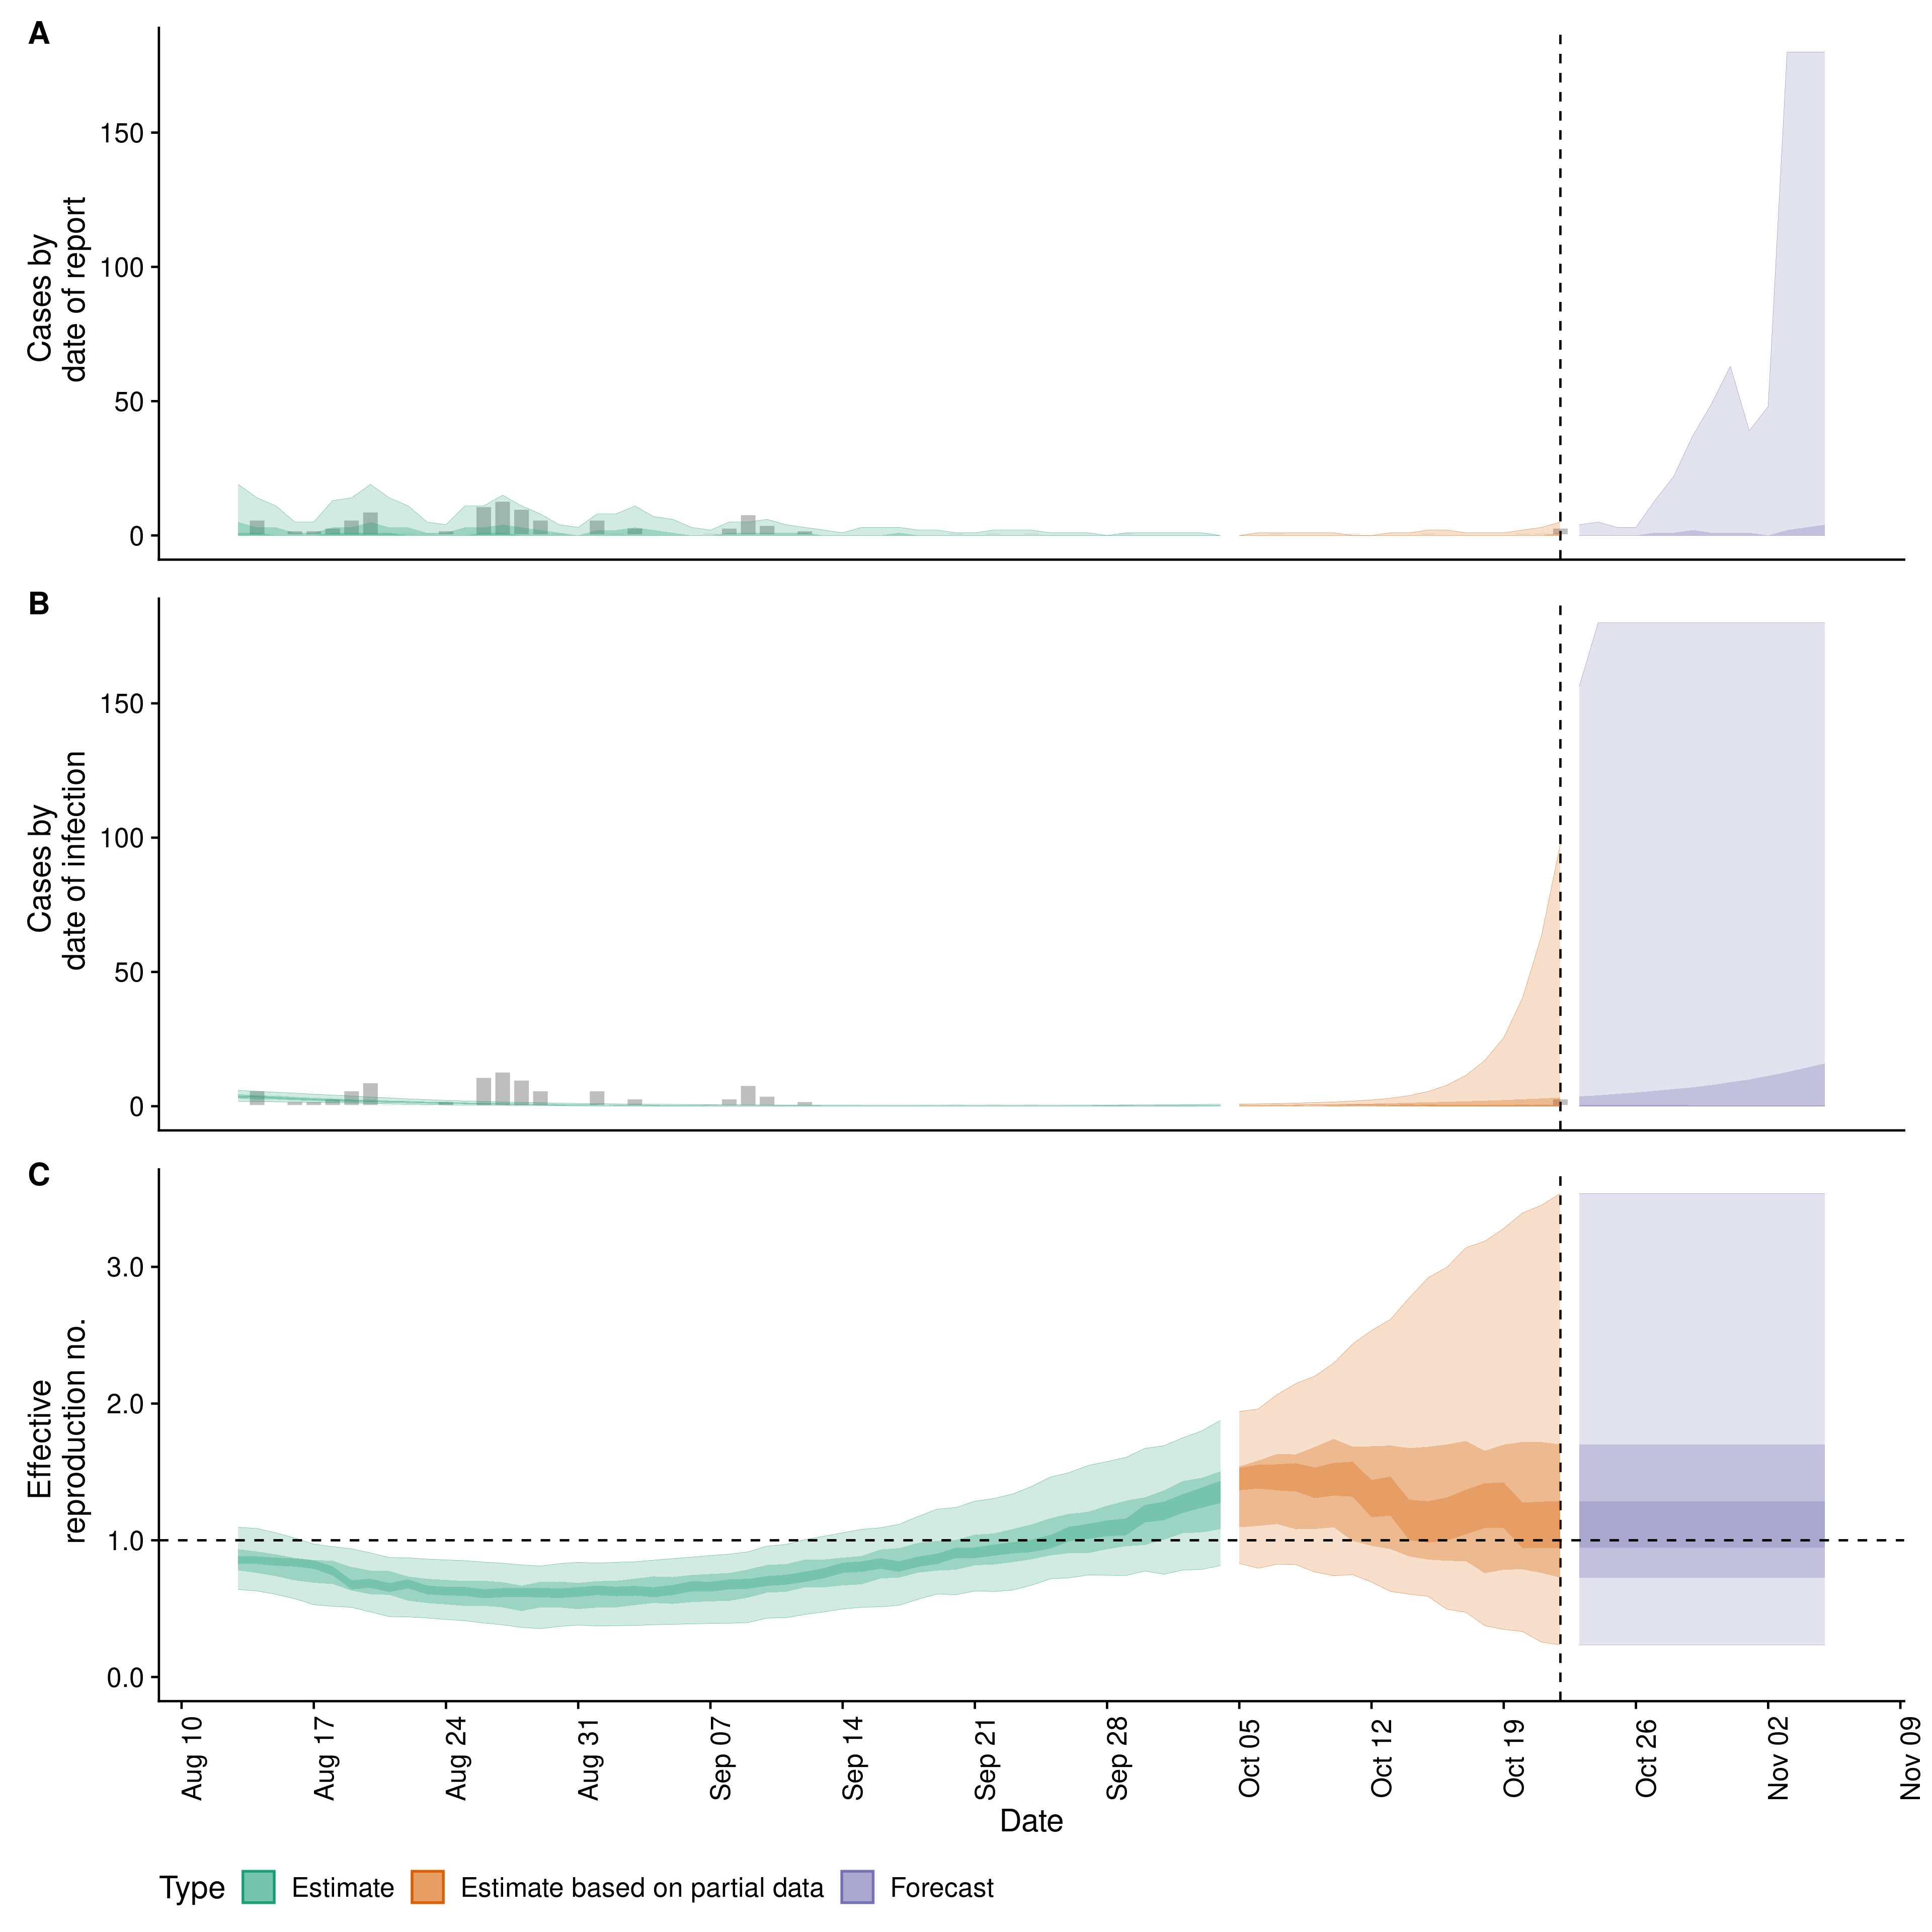 A
Cases by
date of report
150
100
50
0
B
Cases by
date of infection
150
100
50
0
C
Effective
reproduction no.
3.0
2.0
1.0
0.0
Aug 10
Aug 17
Aug 24
Aug 31
Sep 07
Sep 14
Sep 21
Sep 28
Oct 05
Oct 12
Oct 19
Oct 26
Nov 02
Nov 09
Date
Type Estimate Estimate based on partial data Forecast